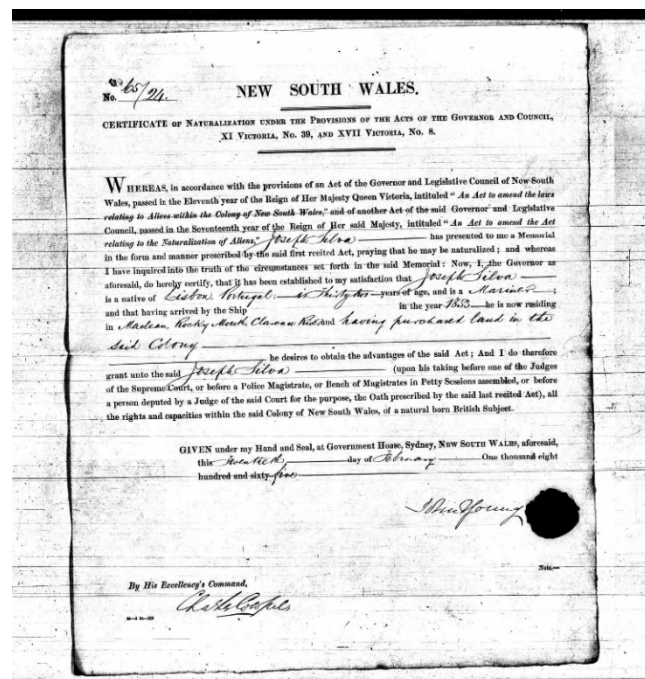 No. 65/24.
NEW SOUTH WALES.
CERTIFICATE OF NATURALIZATION UNDER THE PROVISIONS OF THE ACTS OF THE GOVERNOR AND COUNCIL,
XI VICTORIA, NO. 39, AND XVII VICTORIA, NO. 8.
WHEREAS, in accordance with the provisions of an Act of the Governor and Legislative Council of New South
Wales, passed in the Eleventh year of the Reign of Her Majesty Queen Victoria, intituled "An Act to amend the laws
relating to Aliens within the Colony of New South Wales," and of another Act of the said Governor and Legislative
Council, passed in the Seventeenth year of the Reign of Her said Majesty, intituled "An Act to amend the Act
relating to the Naturalization of Aliens," Joseph Silva has presented to me a Memorial
in the form and manner prescribed by the said first recited Act, praying that he may be naturalized; and whereas
I have inquired into the truth of the circumstances set forth in the said Memorial: Now, I, the Governor as
aforesaid, do hereby certify, that it has been established to my satisfaction that Joseph Silva
is a native of Lisbon Portugal: is Thirty two years of age, and is a Mariner;
and that having arrived by the Ship in the year 1853 he is now residing
in Maclean, Rocky Mouth, Clarence and having purchased land in the
said Colony
he desires to obtain the advantages of the said Act; And I do therefore
grant unto the said Joseph Silva (upon his taking before one of the Judges
of the Supreme Court, or before a Police Magistrate, or Bench of Magistrates in Petty Sessions assembled, or before
a person deputed by a Judge of the said Court for the purpose, the Oath prescribed by the said last recited Act), all
the rights and capacities within the said Colony of New South Wales, of a natural born British Subject.
GIVEN under my Hand and Seal, at Government House, Sydney, NEW SOUTH WALES, aforesaid,
this Twentieth day of February One thousand eight
hundred and sixty five
John Young
Note.—
By His Excellency's Command,
Charles Cowper